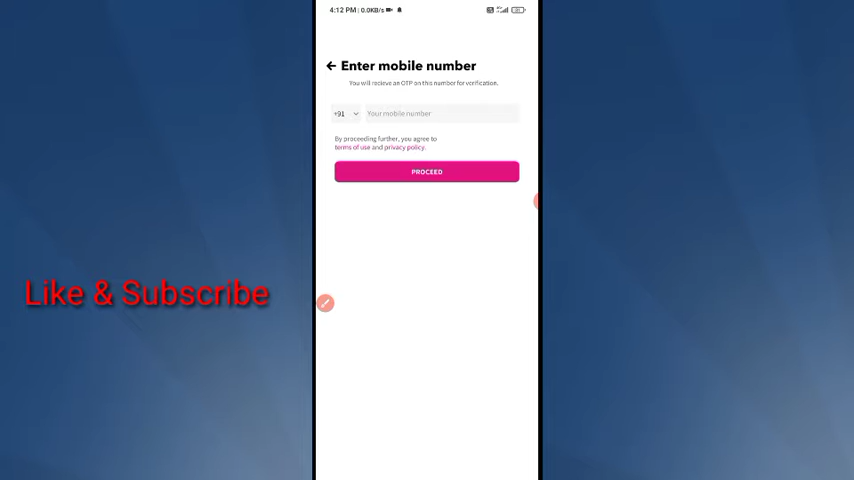 4:12 PM | 0.0KB/s
Enter mobile number
You will recieve an OTP on this number for verification.
+91
Your mobile number
By proceeding further, you agree to
terms of use and privacy policy.
PROCEED
Like & Subscribe